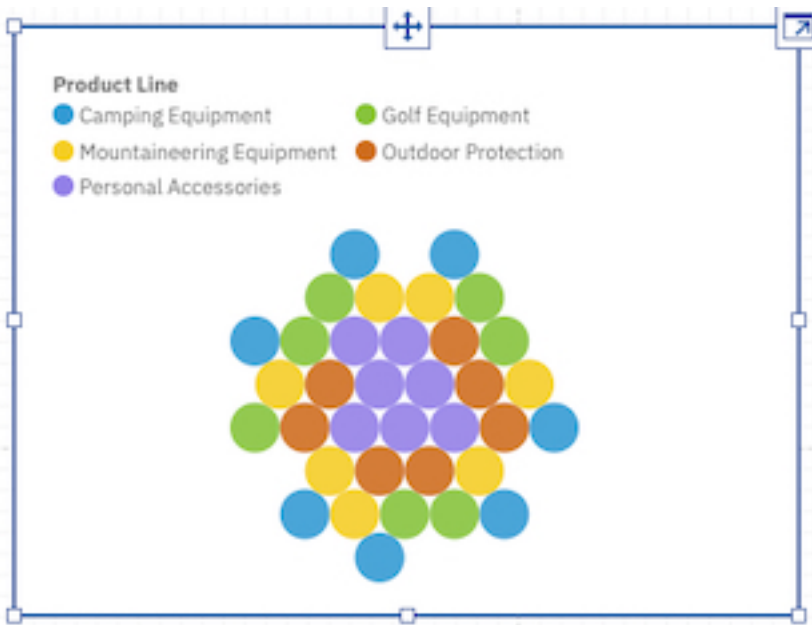 Product Line
Camping Equipment Golf Equipment
Mountaineering Equipment Outdoor Protection
Personal Accessories